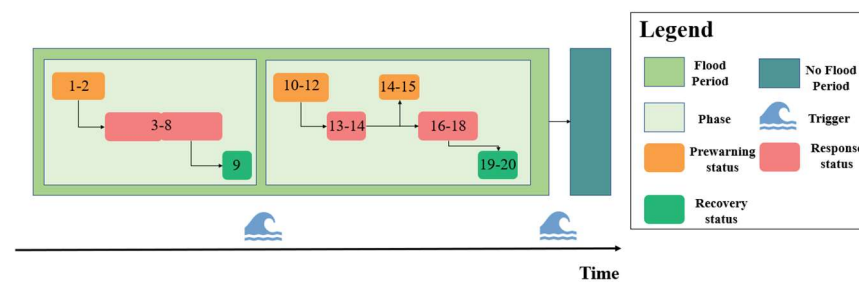 Legend
1-2
3-8
9
10-12
13-14
14-15
16-18
19-20
Time
Flood
Period
No Flood
Period
Phase
Trigger
Prewarning
status
Response
status
Recovery
status